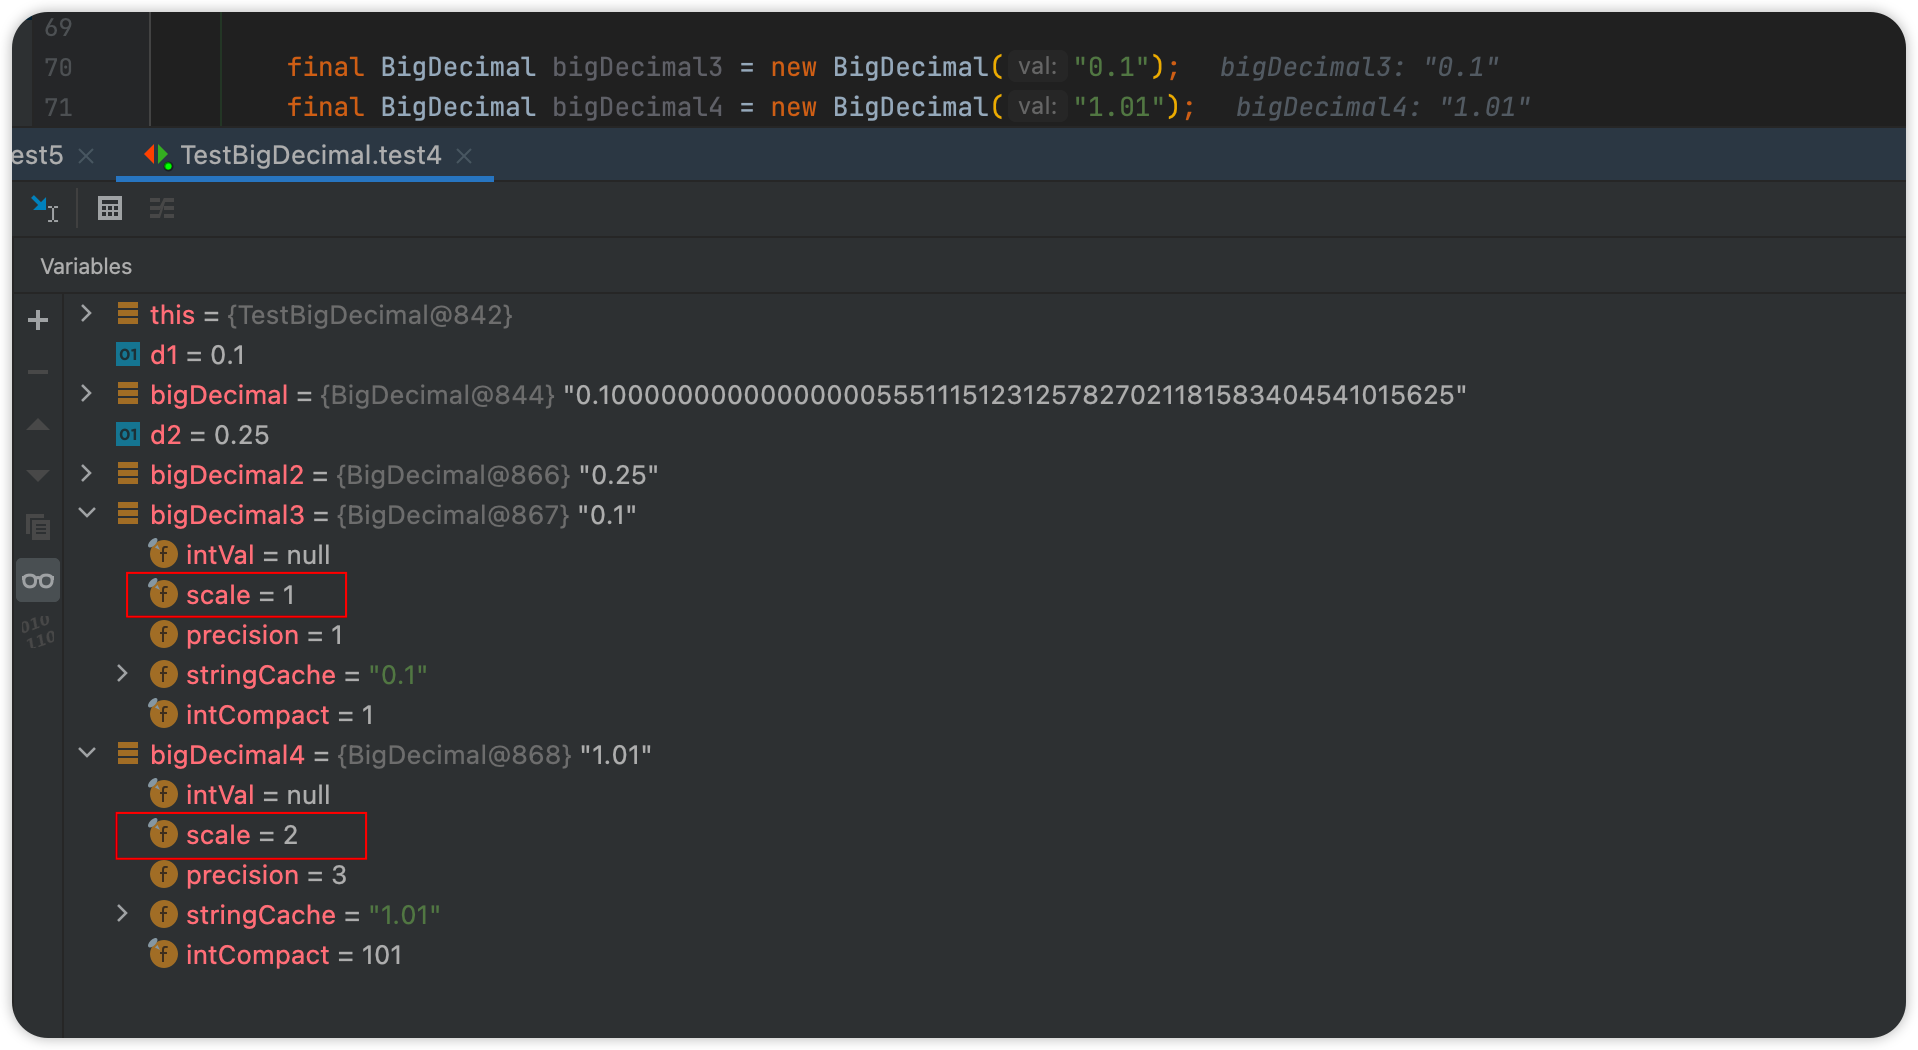 69
70 final BigDecimal bigDecimal3 = new BigDecimal( val: "0.1"); bigDecimal3: "0.1"
71 final BigDecimal bigDecimal4 = new BigDecimal( val: "1.01"); bigDecimal4: "1.01"
est5 × TestBigDecimal.test4 ×
Variables
this = {TestBigDecimal@842}
01 d1 = 0.1
bigDecimal = {BigDecimal@844} "0.1000000000000000055511151231257827021181583404541015625"
01 d2 = 0.25
bigDecimal2 = {BigDecimal@866} "0.25"
bigDecimal3 = {BigDecimal@867} "0.1"
f intVal = null
f scale = 1
f precision = 1
f stringCache = "0.1"
f intCompact = 1
bigDecimal4 = {BigDecimal@868} "1.01"
f intVal = null
f scale = 2
f precision = 3
f stringCache = "1.01"
f intCompact = 101
010
110